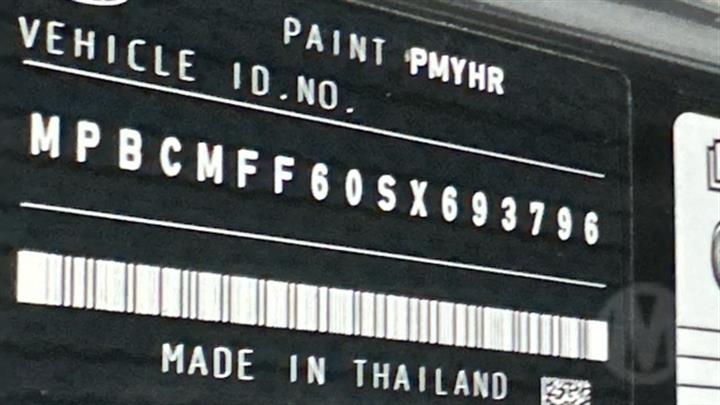 PAINT PMYHR
VEHICLE ID.NO.
MPBCMFF60SX693796
MADE IN THAILAND
M